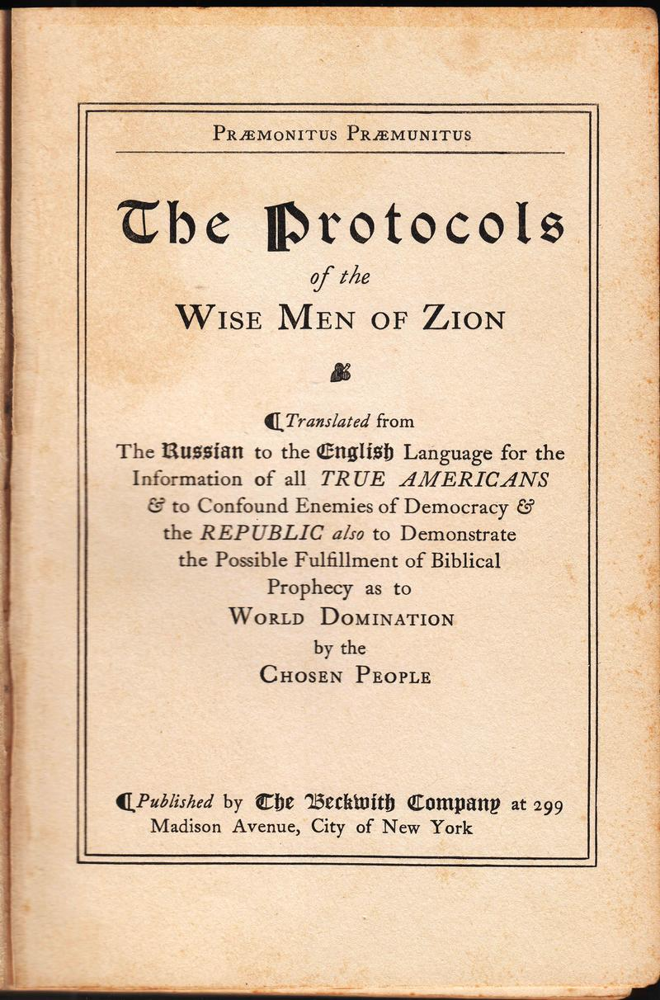 PRÆMONITUS PRÆMUNITUS
The Protocols
of the
WISE MEN OF ZION
¶ Translated from
The Russian to the English Language for the
Information of all TRUE AMERICANS
& to Confound Enemies of Democracy &
the REPUBLIC also to Demonstrate
the Possible Fulfillment of Biblical
Prophecy as to
WORLD DOMINATION
by the
CHOSEN PEOPLE
¶ Published by The Beckwith Company at 299
Madison Avenue, City of New York